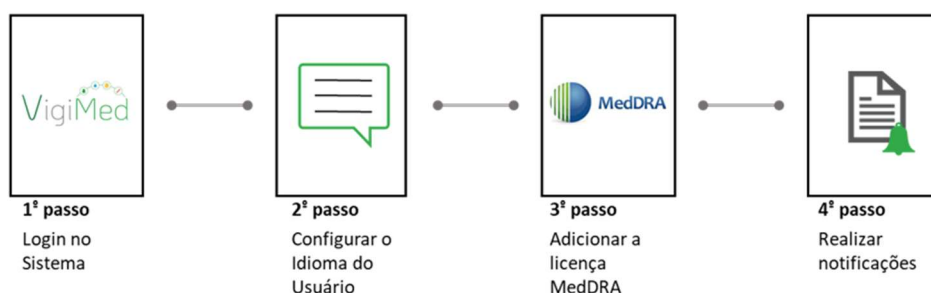 VigiMed
MedDRA
1º passo
Login no
Sistema
2º passo
Configurar o
Idioma do
Usuário
3º passo
Adicionar a
licença
MedDRA
4º passo
Realizar
notificações